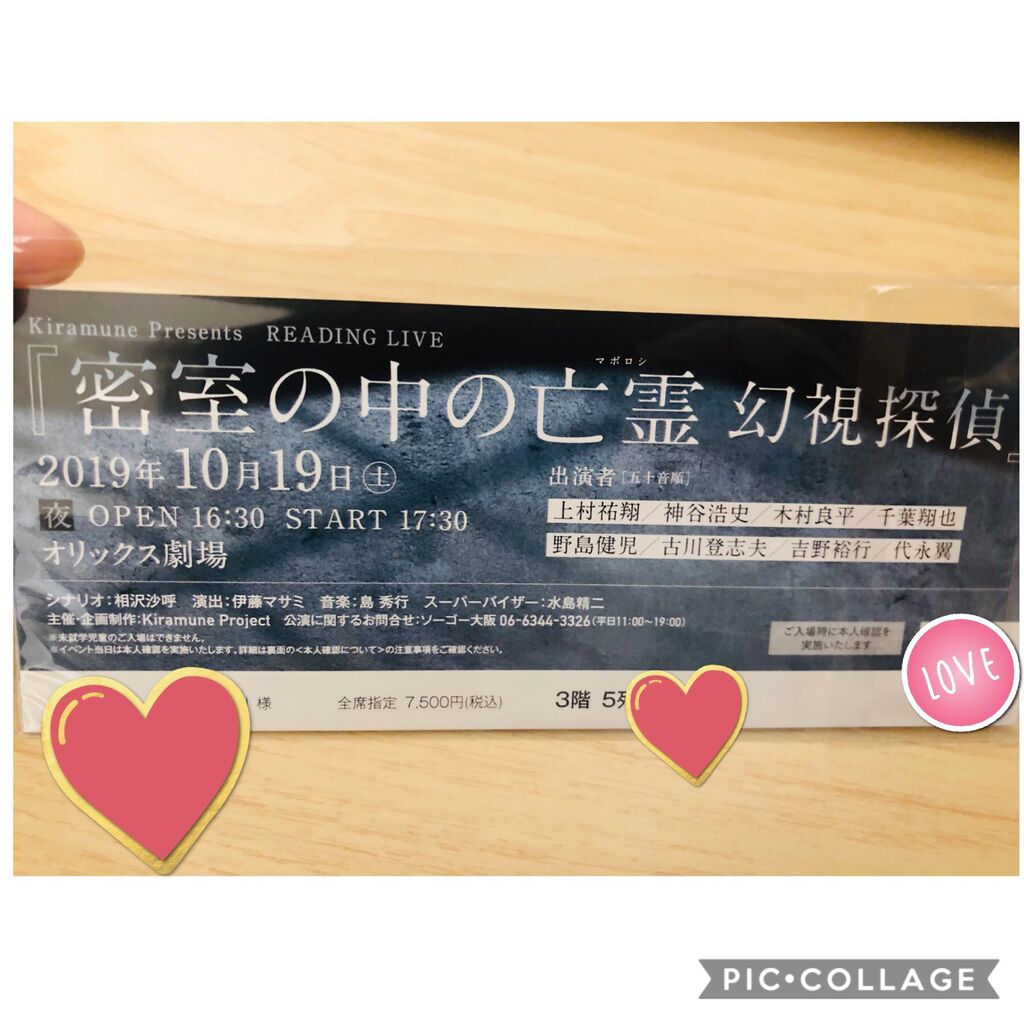 Kiramune Presents READING LIVE
マボロシ
『密室の中の亡霊 幻視探偵』
2019年10月19日㊏
夜 OPEN 16:30 START 17:30
オリックス劇場
出演者[五十音順]
上村祐翔/神谷浩史/木村良平/千葉翔也
野島健児/古川登志夫/吉野裕行/代永翼
シナリオ:相沢沙呼 演出:伊藤マサミ 音楽:島 秀行 スーパーバイザー:水島精二
主催・企画制作:Kiramune Project 公演に関するお問合せ:ソーゴー大阪 06-6344-3326(平日11:00~19:00)
※未就学児童のご入場はできません。
※イベント当日は本人確認を実施いたします。詳細は裏面の<本人確認について>の注意事項をご確認ください。
ご入場時に本人確認を
実施いたします
様 全席指定 7,500円(税込) 3階 5列
LOVE
PIC•COLLAGE